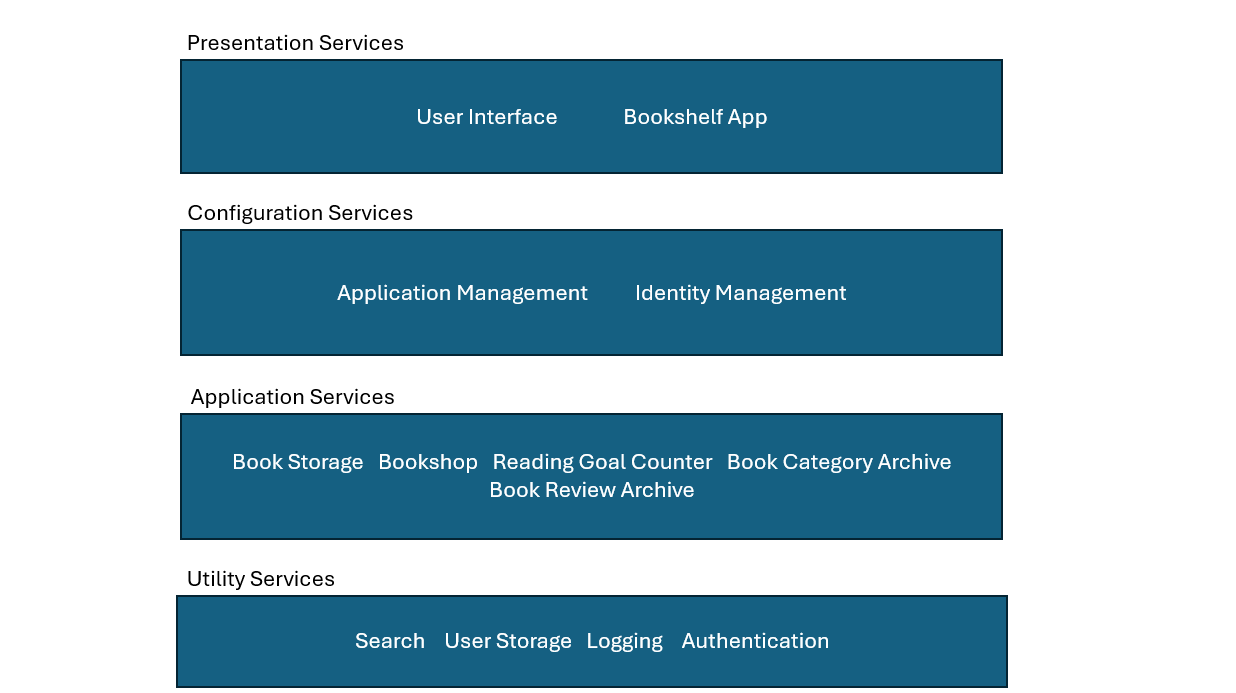 Presentation Services
User Interface Bookshelf App
Configuration Services
Application Management Identity Management
Application Services
Book Storage Bookshop Reading Goal Counter Book Category Archive
Book Review Archive
Utility Services
Search User Storage Logging Authentication